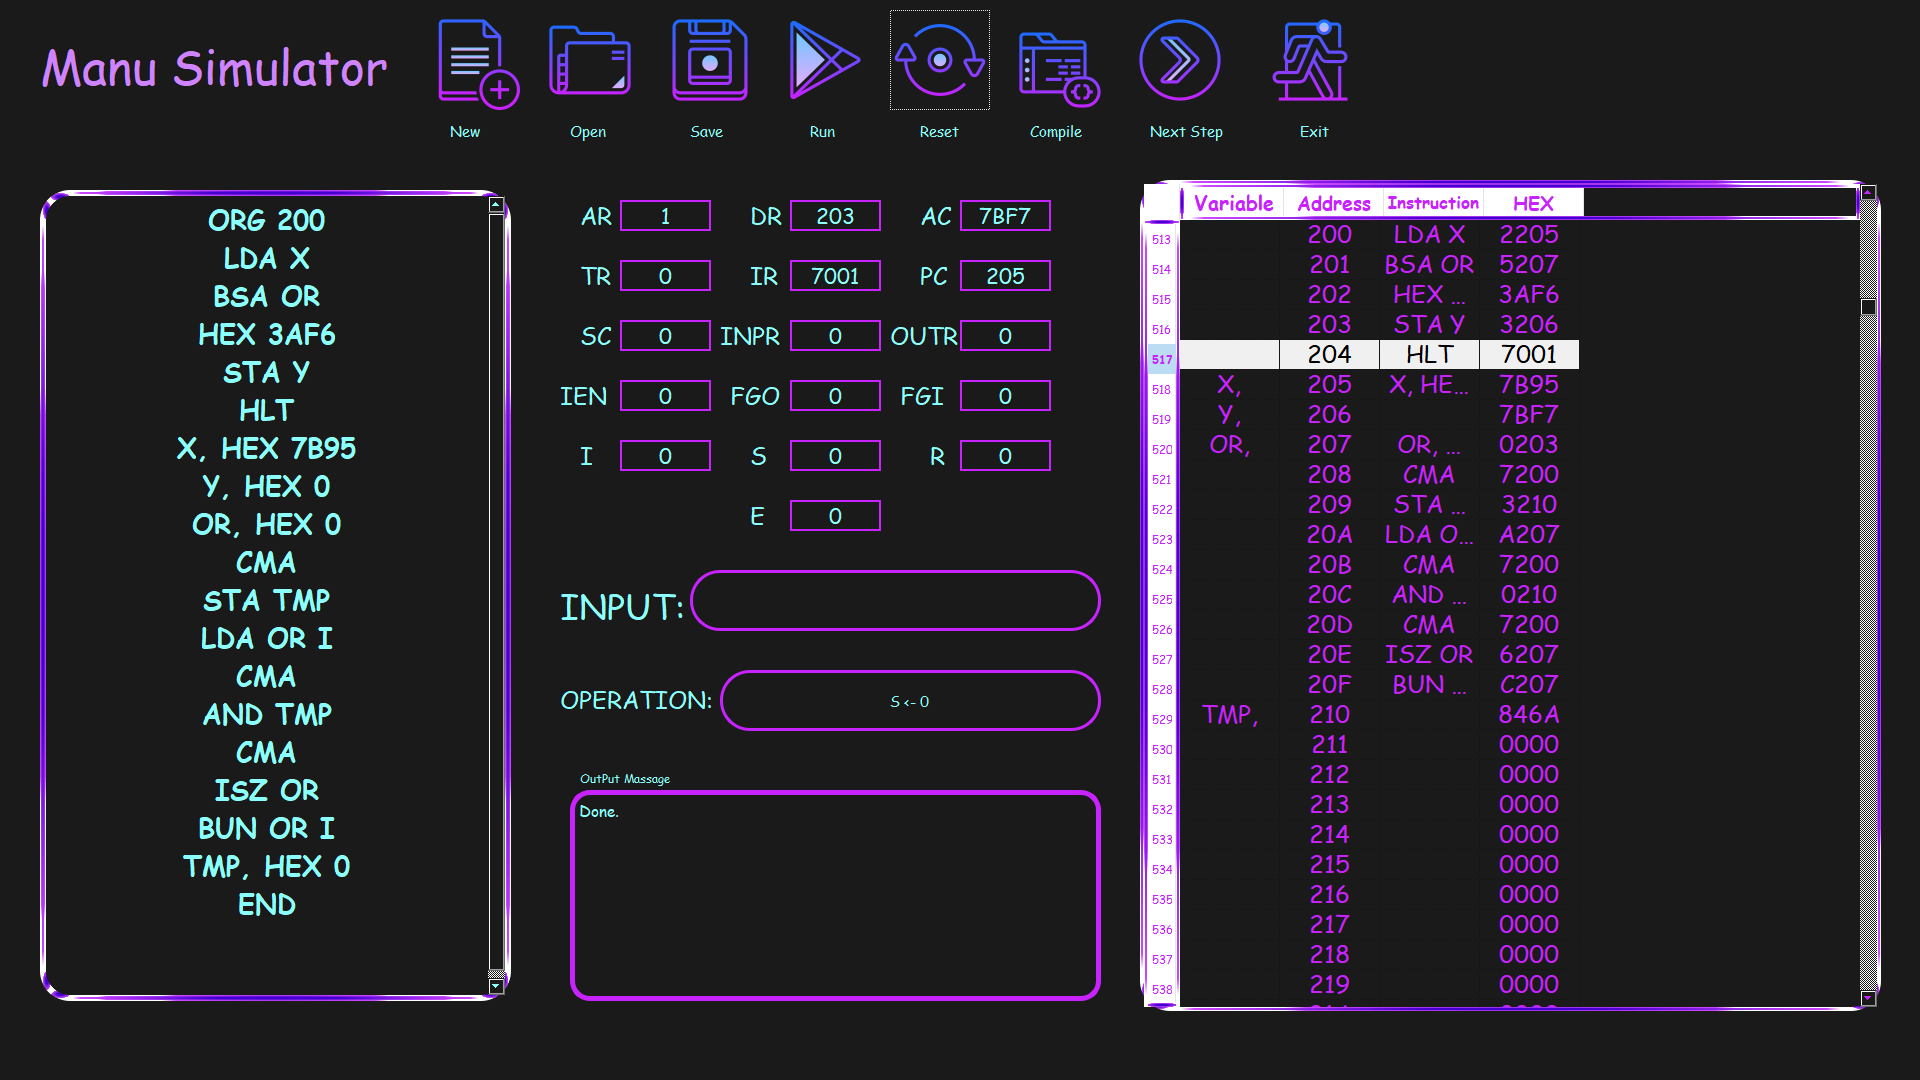 Manu Simulator
New Open Save Run Reset Compile Next Step Exit
ORG 200
LDA X
BSA OR
HEX 3AF6
STA Y
HLT
X, HEX 7B95
Y, HEX 0
OR, HEX 0
CMA
STA TMP
LDA OR I
CMA
AND TMP
CMA
ISZ OR
BUN OR I
TMP, HEX 0
END
AR 1 DR 203 AC 7BF7
TR 0 IR 7001 PC 205
SC 0 INPR 0 OUTR 0
IEN 0 FGO 0 FGI 0
I 0 S 0 R 0
E 0
INPUT:
OPERATION: S <- 0
OutPut Massage
Done.
Variable Address Instruction HEX
513 200 LDA X 2205
514 201 BSA OR 5207
515 202 HEX ... 3AF6
516 203 STA Y 3206
517 204 HLT 7001
518 X, 205 X, HE... 7B95
519 Y, 206 7BF7
520 OR, 207 OR, ... 0203
521 208 CMA 7200
522 209 STA ... 3210
523 20A LDA O... A207
524 20B CMA 7200
525 20C AND ... 0210
526 20D CMA 7200
527 20E ISZ OR 6207
528 20F BUN ... C207
529 TMP, 210 846A
530 211 0000
531 212 0000
532 213 0000
533 214 0000
534 215 0000
535 216 0000
536 217 0000
537 218 0000
538 219 0000